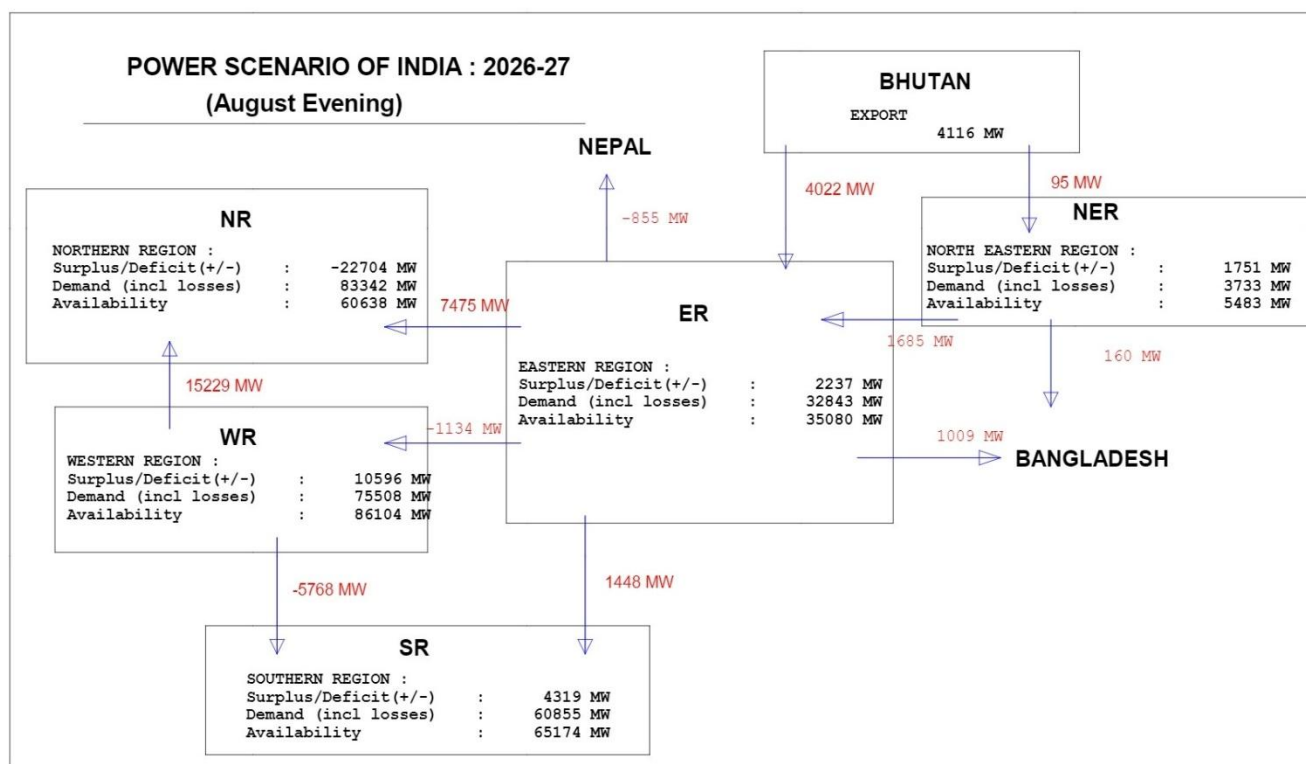 POWER SCENARIO OF INDIA : 2026-27
(August Evening)
BHUTAN
EXPORT
4116 MW
NEPAL
4022 MW
95 MW
-855 MW
NR
NORTHERN REGION :
Surplus/Deficit(+/-) : -22704 MW
Demand (incl losses) : 83342 MW
Availability : 60638 MW
NER
NORTH EASTERN REGION :
Surplus/Deficit(+/-) : 1751 MW
Demand (incl losses) : 3733 MW
Availability : 5483 MW
7475 MW
ER
EASTERN REGION :
Surplus/Deficit(+/-) : 2237 MW
Demand (incl losses) : 32843 MW
Availability : 35080 MW
1685 MW
160 MW
15229 MW
WR
WESTERN REGION :
Surplus/Deficit(+/-) : 10596 MW
Demand (incl losses) : 75508 MW
Availability : 86104 MW
-1134 MW
1009 MW
BANGLADESH
-5768 MW
1448 MW
SR
SOUTHERN REGION :
Surplus/Deficit(+/-) : 4319 MW
Demand (incl losses) : 60855 MW
Availability : 65174 MW